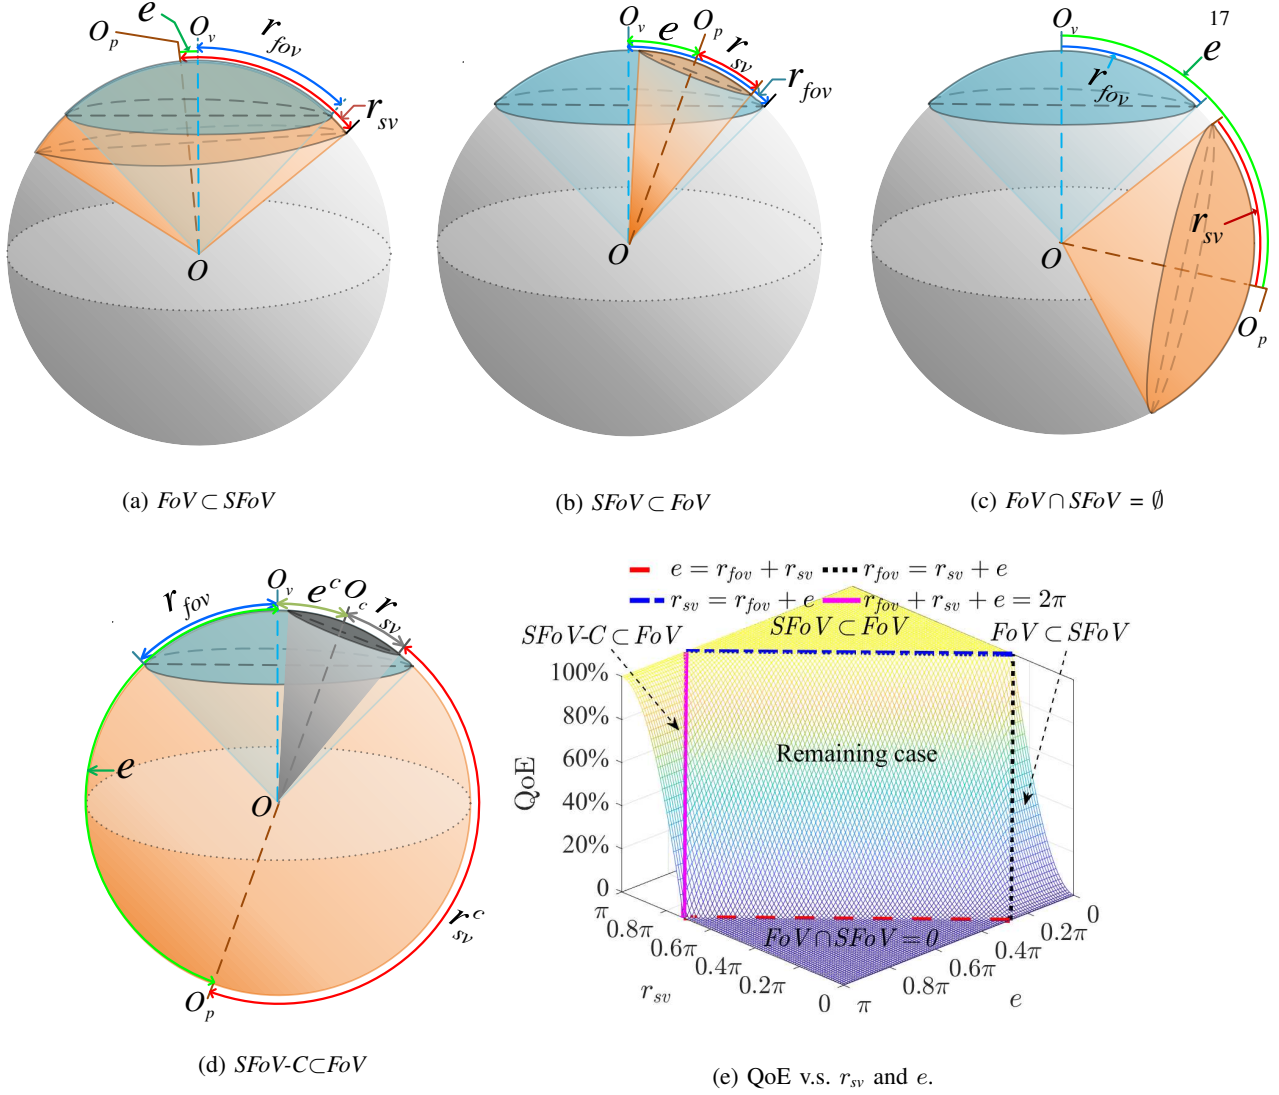 17
e
O_p
O_v
r_fov
r_sv
O
O_v
e
O_p
r_sv
r_fov
O
O_v
e
r_fov
r_sv
O
O_p
(a) FoV ⊂ SFoV
(b) SFoV ⊂ FoV
(c) FoV ∩ SFoV = ∅
r_fov
O_v
e^c
O_c
r_sv
e
O
r_sv^c
O_p
(d) SFoV-C⊂FoV
e = r_fov + r_sv
r_fov = r_sv + e
r_sv = r_fov + e
r_fov + r_sv + e = 2π
SFoV-C ⊂ FoV
SFoV ⊂ FoV
FoV ⊂ SFoV
100%
80%
60%
40%
20%
0
QoE
Remaining case
FoV ∩ SFoV = 0
π
0.8π
0.6π
0.4π
0.2π
0
r_sv
π
0.8π
0.6π
0.4π
0.2π
0
e
(e) QoE v.s. r_sv and e.